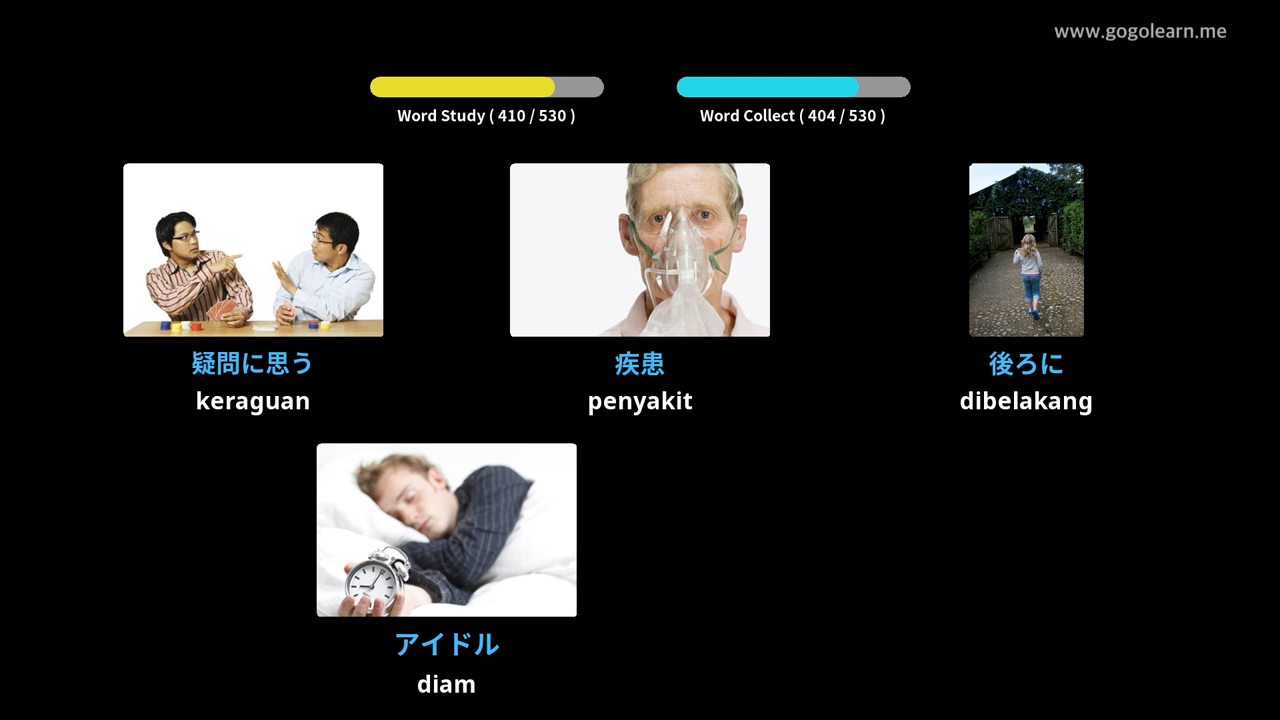 www.gogolearn.me
Word Study ( 410 / 530 )
Word Collect ( 404 / 530 )
疑問に思う
keraguan
疾患
penyakit
後ろに
dibelakang
アイドル
diam